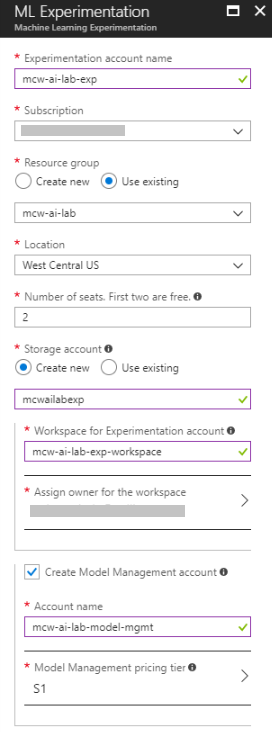 ML Experimentation
Machine Learning Experimentation
* Experimentation account name
mcw-ai-lab-exp
* Subscription
* Resource group
Create new Use existing
mcw-ai-lab
* Location
West Central US
* Number of seats. First two are free.
2
* Storage account
Create new Use existing
mcwailabexp
* Workspace for Experimentation account
mcw-ai-lab-exp-workspace
* Assign owner for the workspace
Create Model Management account
* Account name
mcw-ai-lab-model-mgmt
* Model Management pricing tier
S1